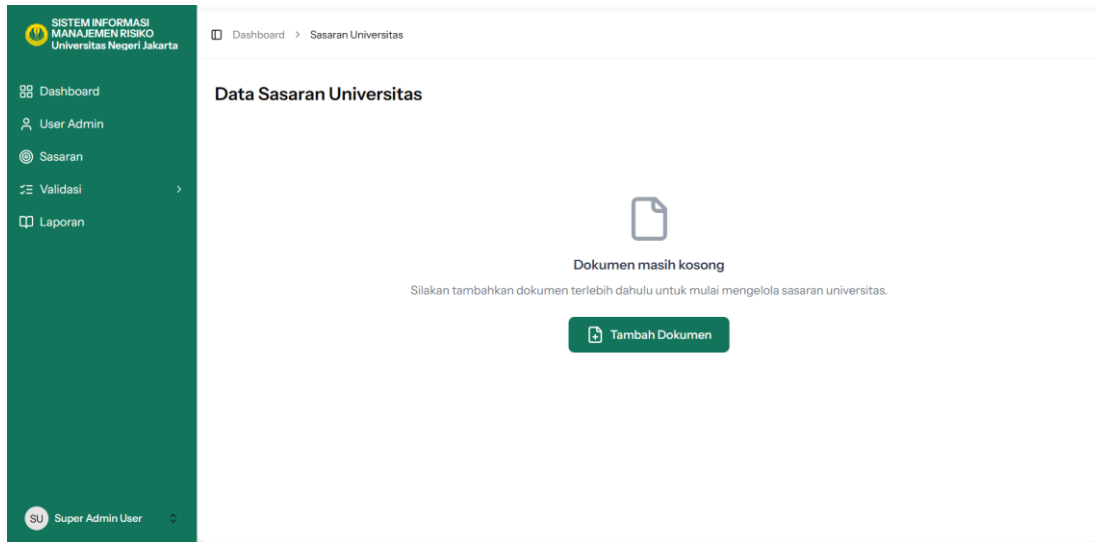 SISTEM INFORMASI
MANAJEMEN RISIKO
Universitas Negeri Jakarta
Dashboard
User Admin
Sasaran
Validasi
Laporan
SU Super Admin User
Dashboard > Sasaran Universitas
Data Sasaran Universitas
Dokumen masih kosong
Silakan tambahkan dokumen terlebih dahulu untuk mulai mengelola sasaran universitas.
Tambah Dokumen